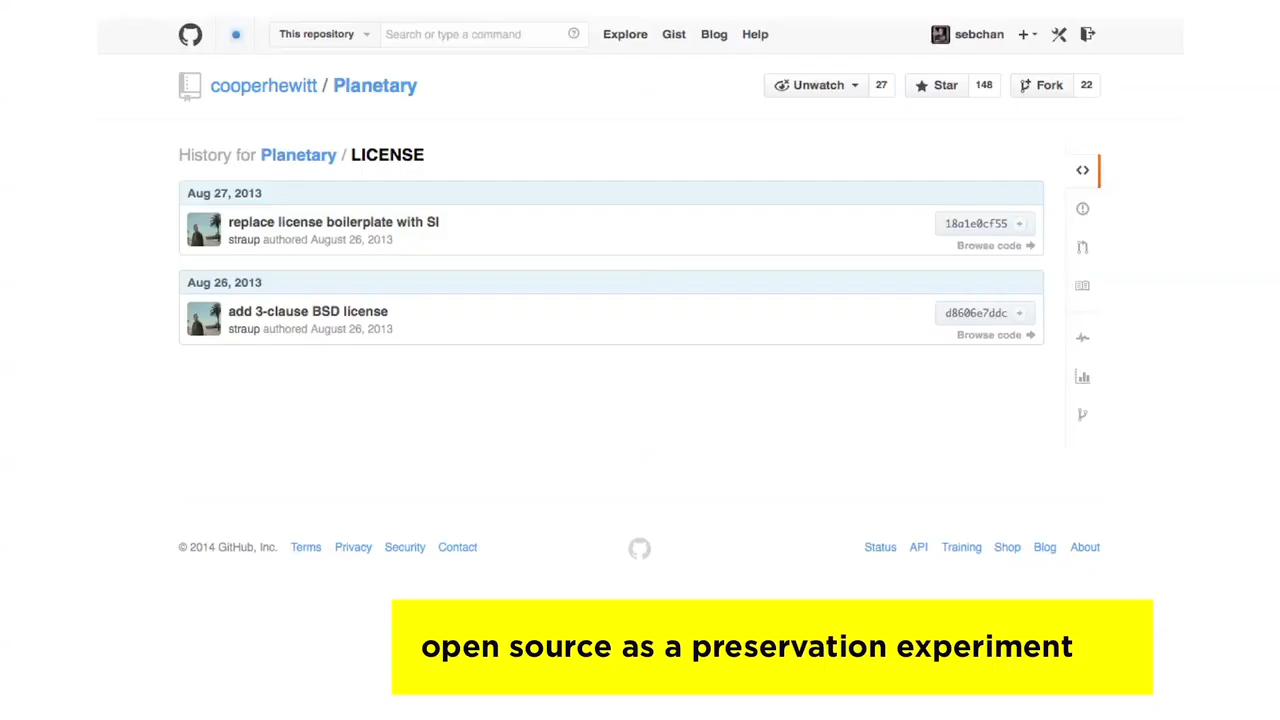 This repository Search or type a command Explore Gist Blog Help sebchan
cooperhewitt / Planetary Unwatch 27 Star 148 Fork 22
History for Planetary / LICENSE
Aug 27, 2013
replace license boilerplate with SI 18a1e0cf55
straup authored August 26, 2013 Browse code
Aug 26, 2013
add 3-clause BSD license d8606e7ddc
straup authored August 26, 2013 Browse code
© 2014 GitHub, Inc. Terms Privacy Security Contact Status API Training Shop Blog About
open source as a preservation experiment